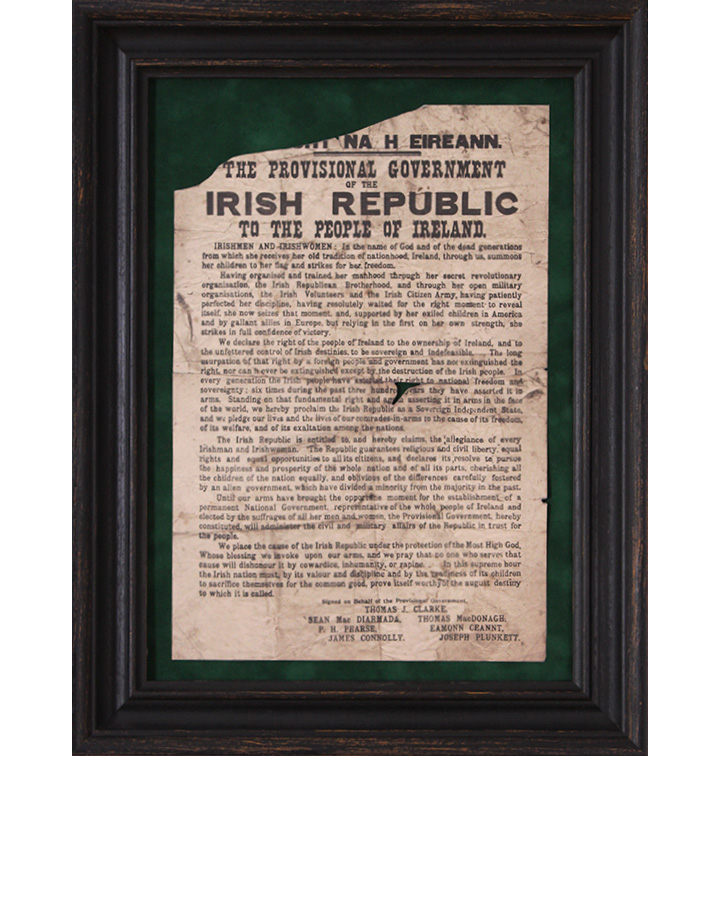 NA H EIREANN.
THE PROVISIONAL GOVERNMENT
OF THE
IRISH REPUBLIC
TO THE PEOPLE OF IRELAND.
IRISHMEN AND IRISHWOMEN: In the name of God and of the dead generations
from which she receives her old tradition of nationhood, Ireland, through us, summons
her children to her flag and strikes for her freedom.
Having organised and trained her manhood through her secret revolutionary
organisation, the Irish Republican Brotherhood, and through her open military
organisations, the Irish Volunteers and the Irish Citizen Army, having patiently
perfected her discipline, having resolutely waited for the right moment to reveal
itself, she now seizes that moment, and, supported by her exiled children in America
and by gallant allies in Europe, but relying in the first on her own strength, she
strikes in full confidence of victory.
We declare the right of the people of Ireland to the ownership of Ireland, and to
the unfettered control of Irish destinies, to be sovereign and indefeasible. The long
usurpation of that right by a foreign people and government has not extinguished the
right, nor can it ever be extinguished except by the destruction of the Irish people. In
every generation the Irish people have asserted their right to national freedom and
sovereignty; six times during the past three hundred years they have asserted it in
arms. Standing on that fundamental right and again asserting it in arms in the face
of the world, we hereby proclaim the Irish Republic as a Sovereign Independent State,
and we pledge our lives and the lives of our comrades-in-arms to the cause of its freedom,
of its welfare, and of its exaltation among the nations.
The Irish Republic is entitled to, and hereby claims, the allegiance of every
Irishman and Irishwoman. The Republic guarantees religious and civil liberty, equal
rights and equal opportunities to all its citizens, and declares its resolve to pursue
the happiness and prosperity of the whole nation and of all its parts, cherishing all
the children of the nation equally, and oblivious of the differences carefully fostered
by an alien government, which have divided a minority from the majority in the past.
Until our arms have brought the opportune moment for the establishment of a
permanent National Government, representative of the whole people of Ireland and
elected by the suffrages of all her men and women, the Provisional Government, hereby
constituted, will administer the civil and military affairs of the Republic in trust for
the people.
We place the cause of the Irish Republic under the protection of the Most High God,
Whose blessing we invoke upon our arms, and we pray that no one who serves that
cause will dishonour it by cowardice, inhumanity, or rapine. In this supreme hour
the Irish nation must, by its valour and discipline and by the readiness of its children
to sacrifice themselves for the common good, prove itself worthy of the august destiny
to which it is called.
Signed on Behalf of the Provisional Government,
THOMAS J. CLARKE,
SEAN Mac DIARMADA, THOMAS MacDONAGH,
P. H. PEARSE, EAMONN CEANNT,
JAMES CONNOLLY. JOSEPH PLUNKETT.